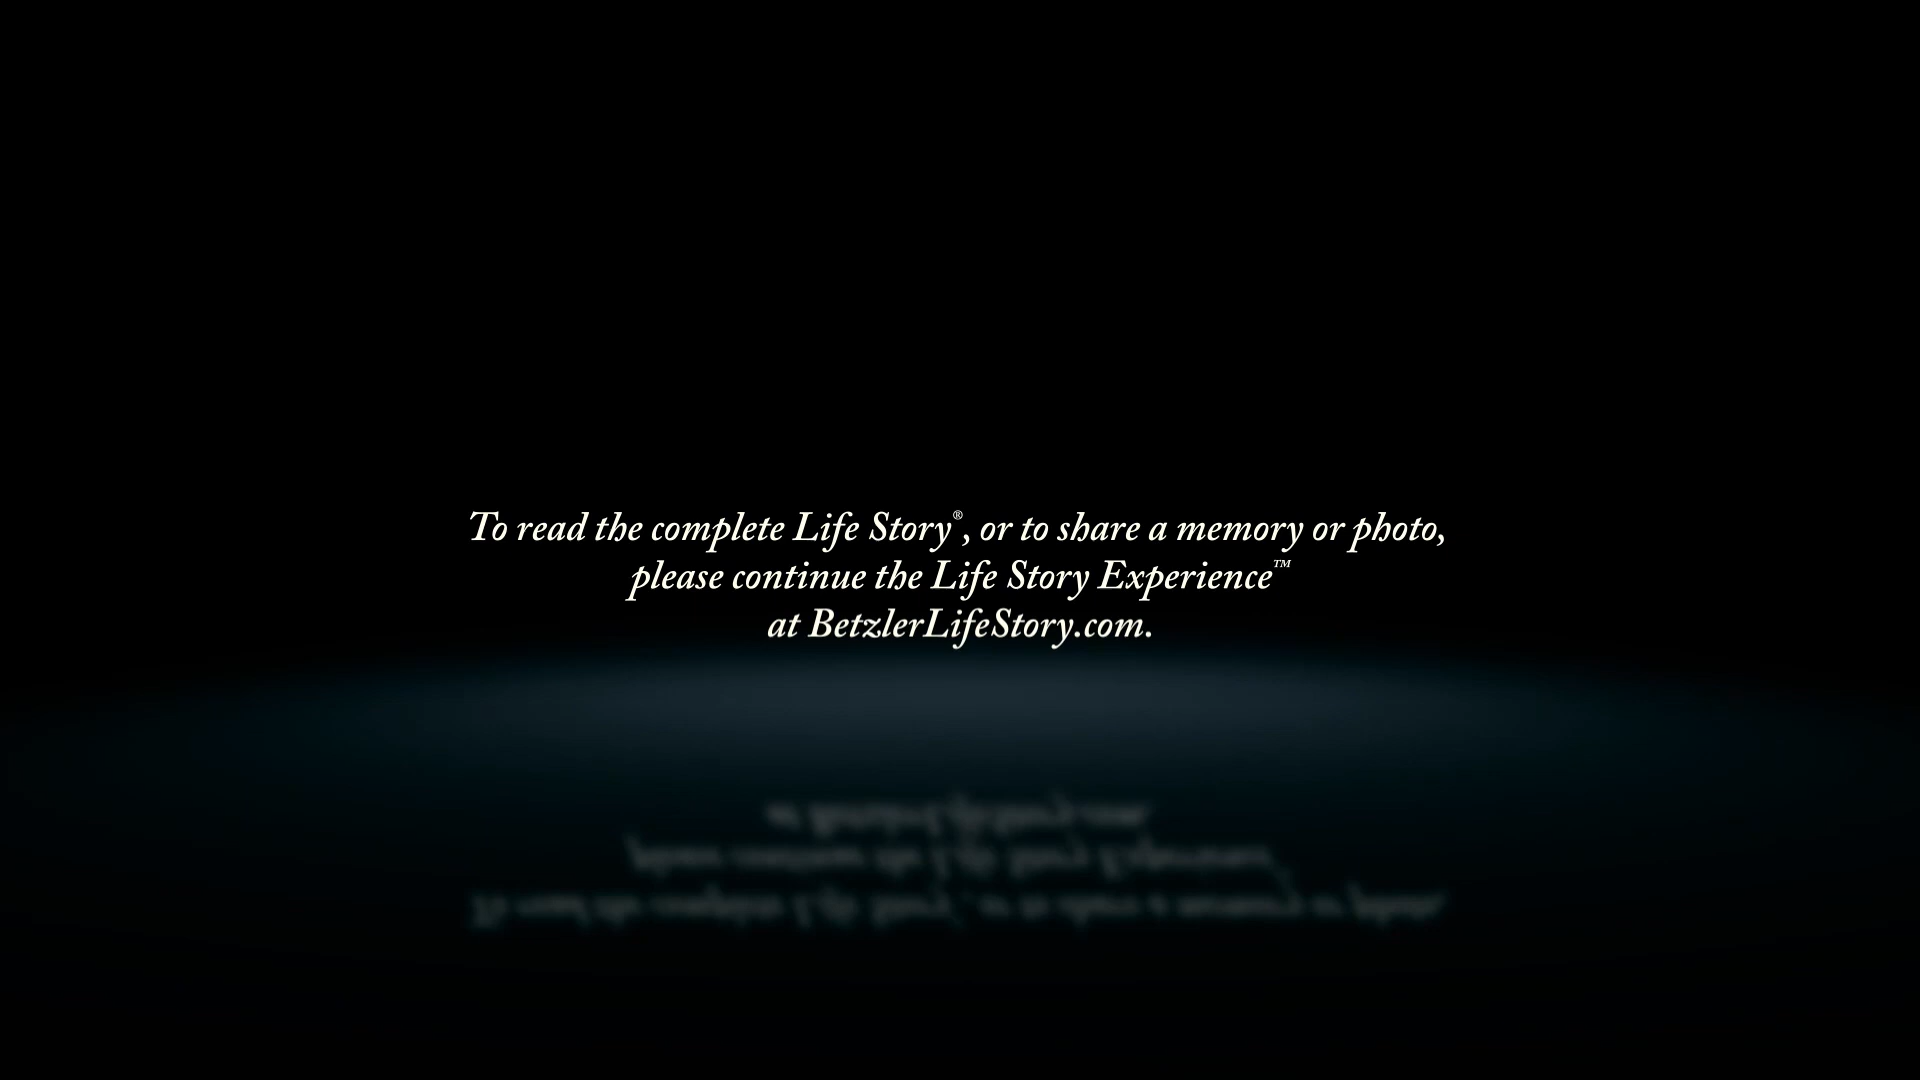 To read the complete Life Story®, or to share a memory or photo,
please continue the Life Story Experience™
at BetzlerLifeStory.com.